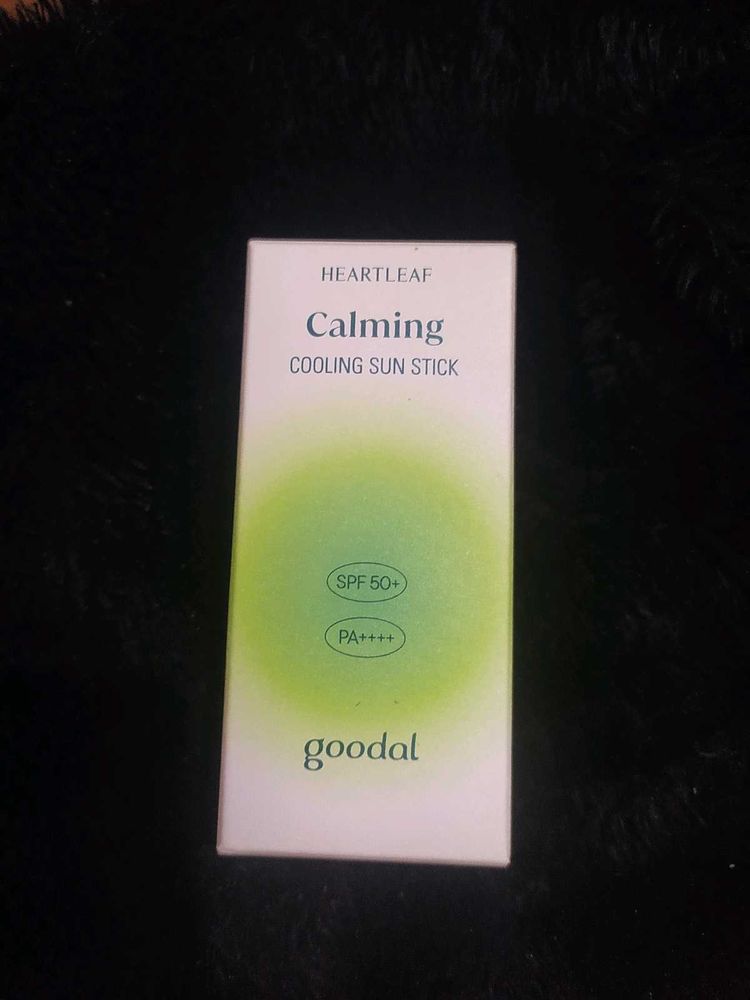 HEARTLEAF
Calming
COOLING SUN STICK
SPF 50+
PA++++
goodal